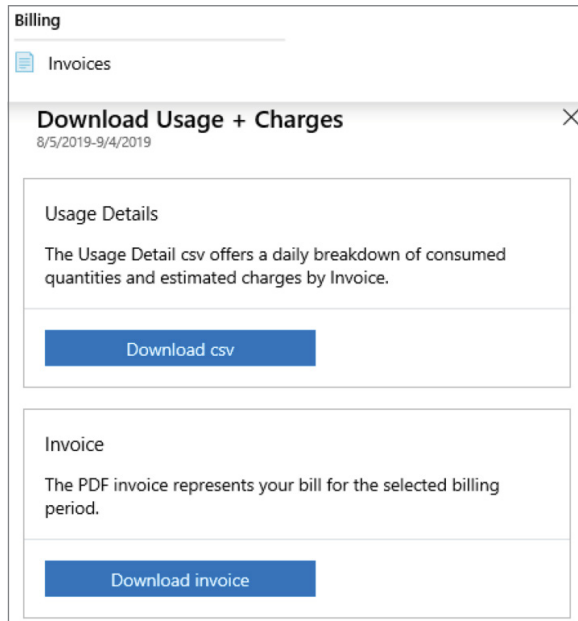 Billing
Invoices
Download Usage + Charges
8/5/2019-9/4/2019
Usage Details
The Usage Detail csv offers a daily breakdown of consumed
quantities and estimated charges by Invoice.
Download csv
Invoice
The PDF invoice represents your bill for the selected billing
period.
Download invoice